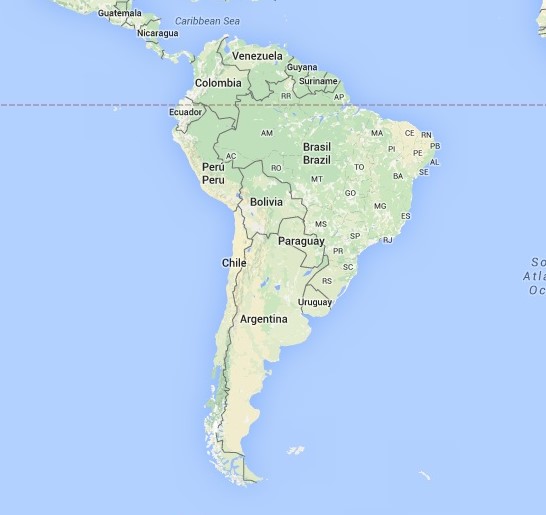 Guatemala
Caribbean Sea
Nicaragua
Venezuela
Guyana
Colombia
Suriname
RR
AP
Ecuador
AM
MA
CE
RN
Brasil
Brazil
PI
PB
PE
AC
AL
Perú
Peru
RO
TO
SE
MT
BA
GO
Bolivia
MG
ES
MS
SP
Paraguay
RJ
PR
Chile
SC
RS
Uruguay
Argentina
So
Atla
Oc